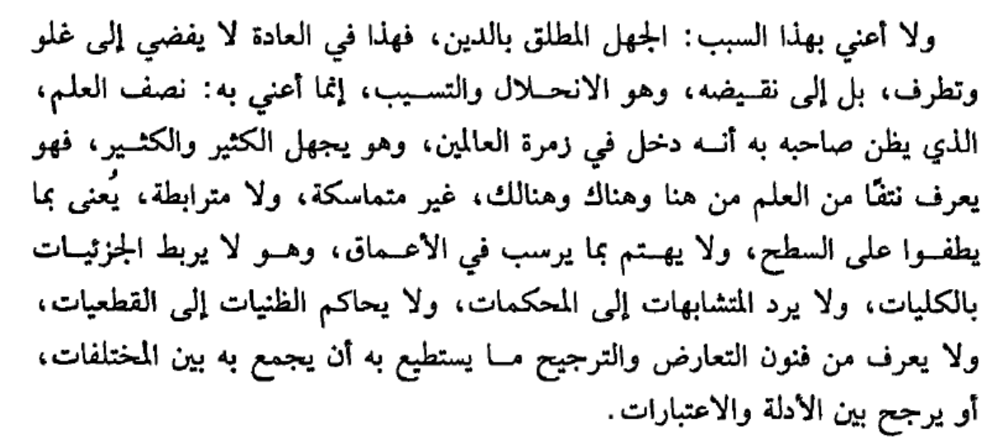 ولا أعني بهذا السبب: الجهل المطلق بالدين، فهذا في العادة لا يفضي إلى غلو
وتطرف، بل إلى نقيضه، وهو الانحلال والتسيب، إنما أعني به: نصف العلم،
الذي يظن صاحبه به أنه دخل في زمرة العالمين، وهو يجهل الكثير والكثير، فهو
يعرف نتفًا من العلم من هنا وهناك وهنالك، غير متماسكة، ولا مترابطة، يُعنى بما
يطفوا على السطح، ولا يهتم بما يرسب في الأعماق، وهو لا يربط الجزئيات
بالكليات، ولا يرد المتشابهات إلى المحكمات، ولا يحاكم الظنيات إلى القطعيات،
ولا يعرف من فنون التعارض والترجيح ما يستطيع به أن يجمع به بين المختلفات،
أو يرجح بين الأدلة والاعتبارات.